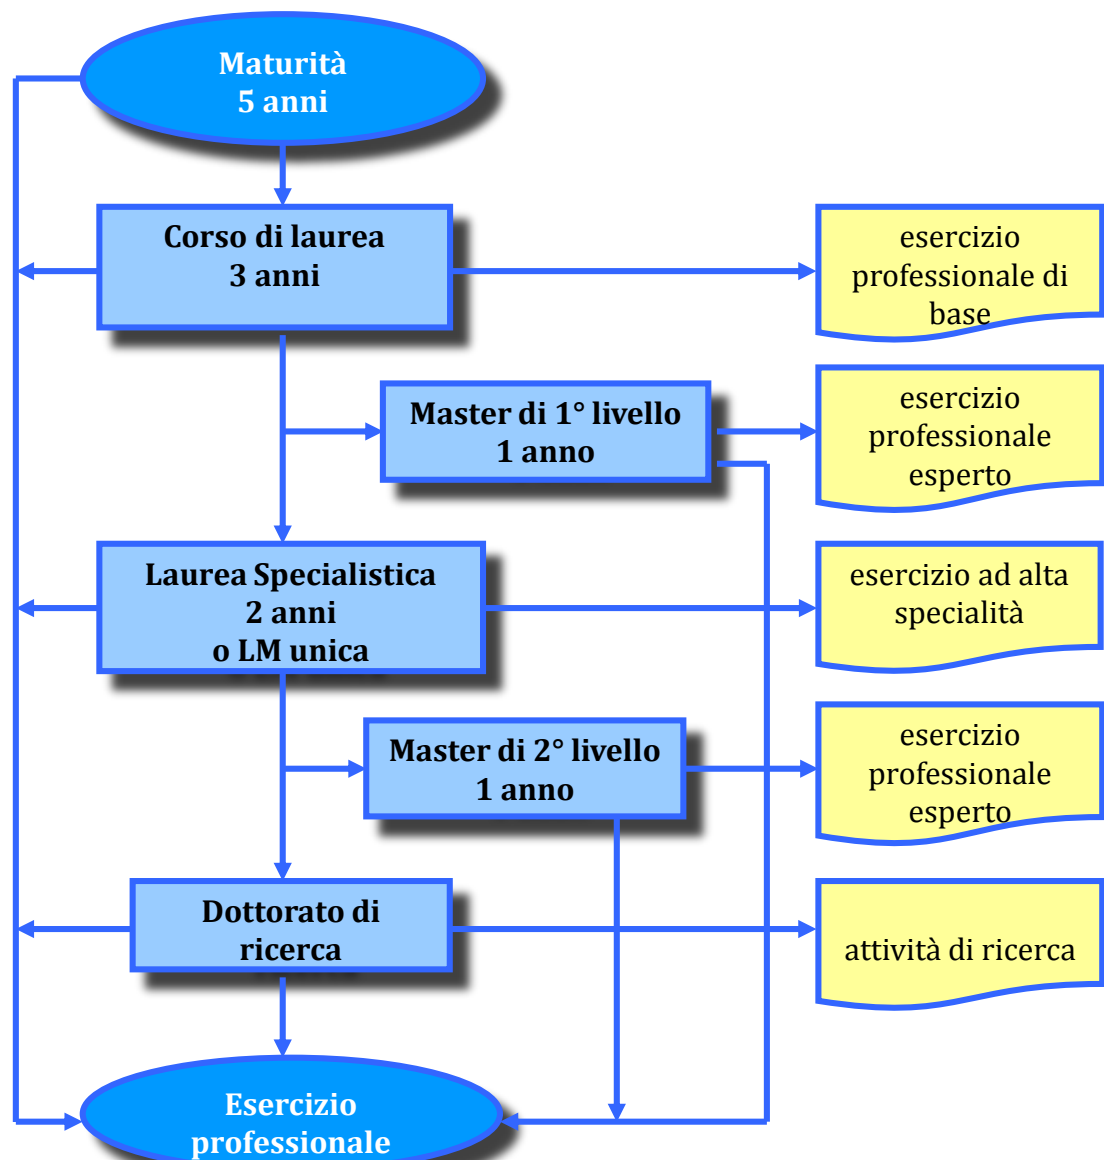 Maturità
5 anni
Corso di laurea
3 anni
esercizio
professionale di
base
Master di 1° livello
1 anno
esercizio
professionale
esperto
Laurea Specialistica
2 anni
o LM unica
esercizio ad alta
specialità
Master di 2° livello
1 anno
esercizio
professionale
esperto
Dottorato di
ricerca
attività di ricerca
Esercizio
professionale